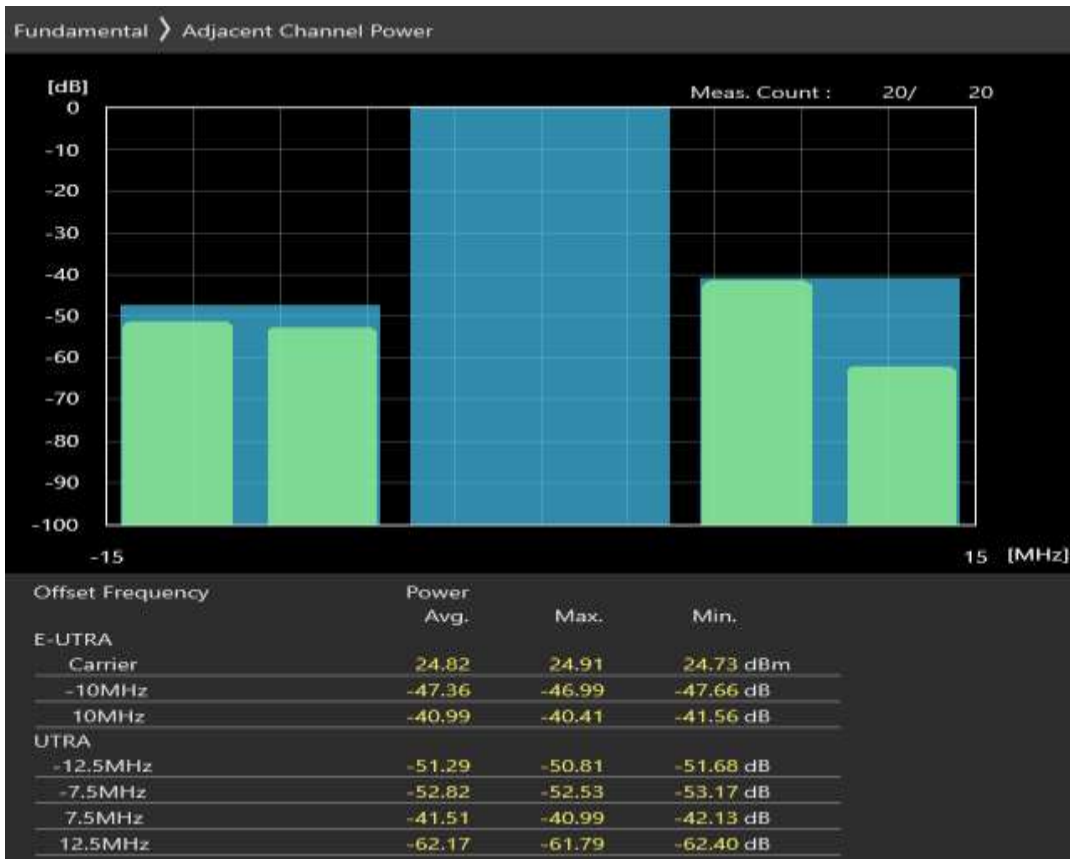 Fundamental 〉 Adjacent Channel Power
[dB]
Meas. Count : 20/ 20
0
-10
-20
-30
-40
-50
-60
-70
-80
-90
-100
-15 15 [MHz]
Offset Frequency Power
Avg. Max. Min.
E-UTRA
Carrier 24.82 24.91 24.73 dBm
-10MHz -47.36 -46.99 -47.66 dB
10MHz -40.99 -40.41 -41.56 dB
UTRA
-12.5MHz -51.29 -50.81 -51.68 dB
-7.5MHz -52.82 -52.53 -53.17 dB
7.5MHz -41.51 -40.99 -42.13 dB
12.5MHz -62.17 -61.79 -62.40 dB